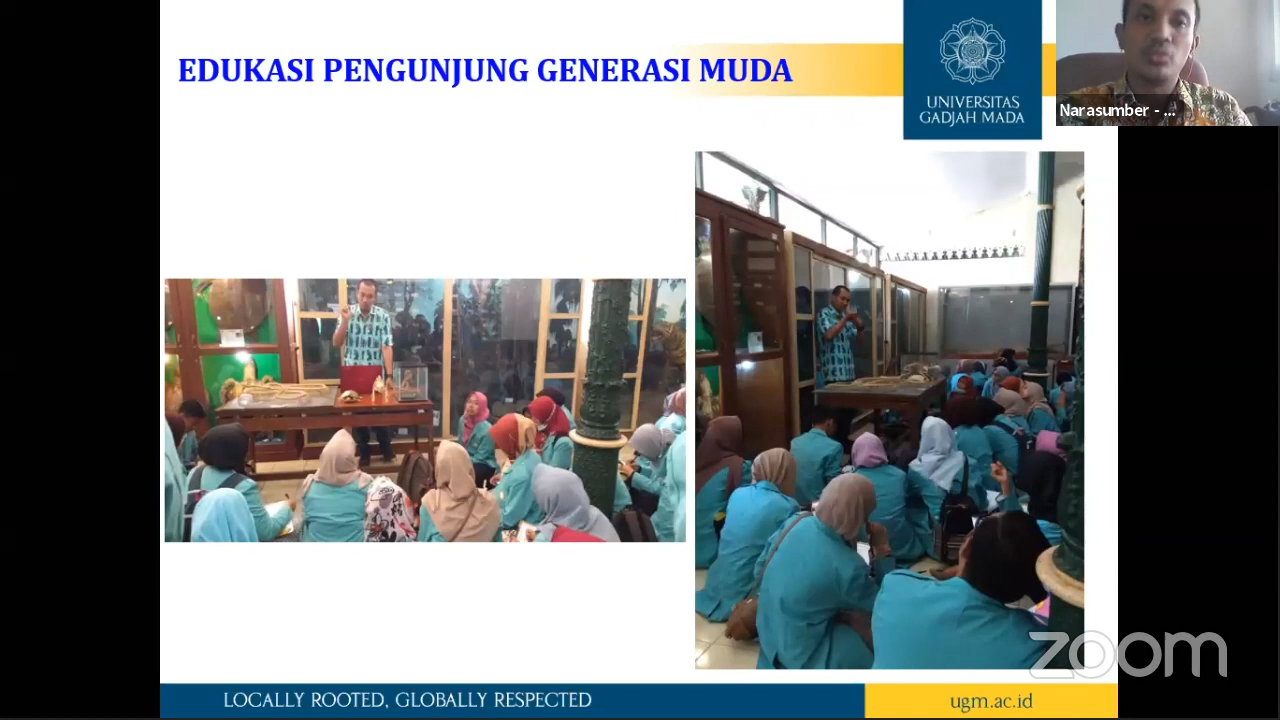 EDUKASI PENGUNJUNG GENERASI MUDA
UNIVERSITAS
GADJAH MADA
Narasumber - ...
zoom
LOCALLY ROOTED, GLOBALLY RESPECTED
ugm.ac.id